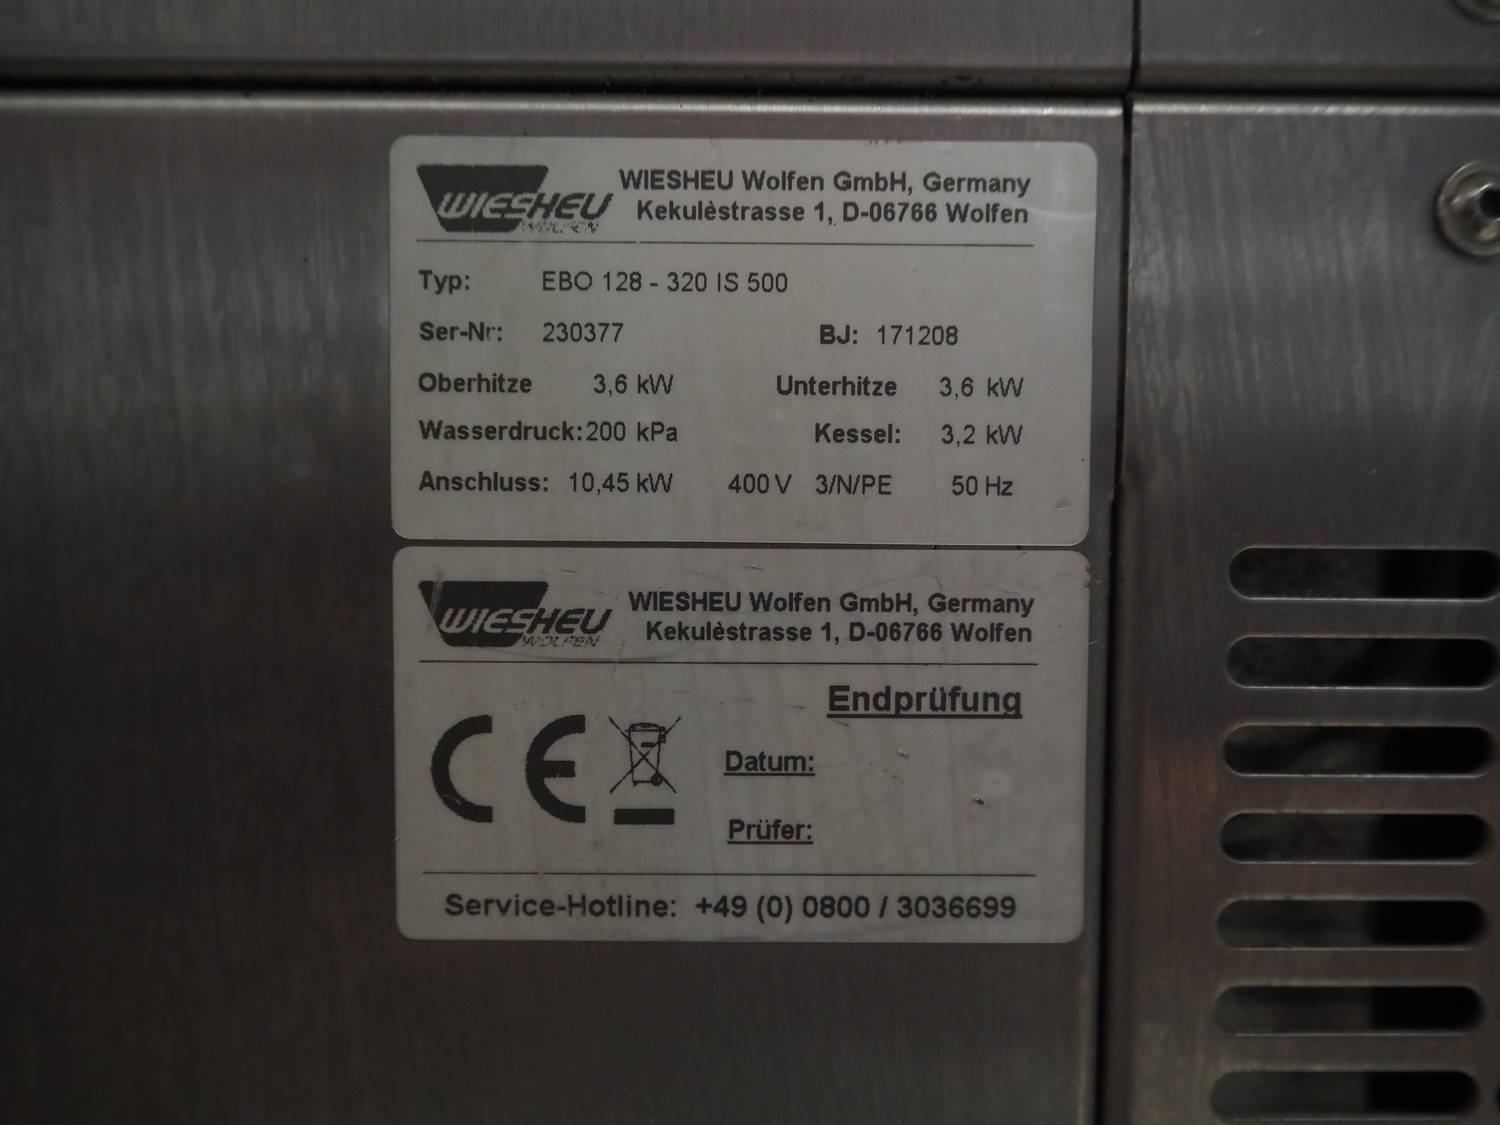 WIESHEU WOLFEN
WIESHEU Wolfen GmbH, Germany
Kekulèstrasse 1, D-06766 Wolfen
Typ: EBO 128 - 320 IS 500
Ser-Nr: 230377 BJ: 171208
Oberhitze 3,6 kW Unterhitze 3,6 kW
Wasserdruck: 200 kPa Kessel: 3,2 kW
Anschluss: 10,45 kW 400 V 3/N/PE 50 Hz
WIESHEU WOLFEN
WIESHEU Wolfen GmbH, Germany
Kekulèstrasse 1, D-06766 Wolfen
Endprüfung
CE
Datum:
Prüfer:
Service-Hotline: +49 (0) 0800 / 3036699